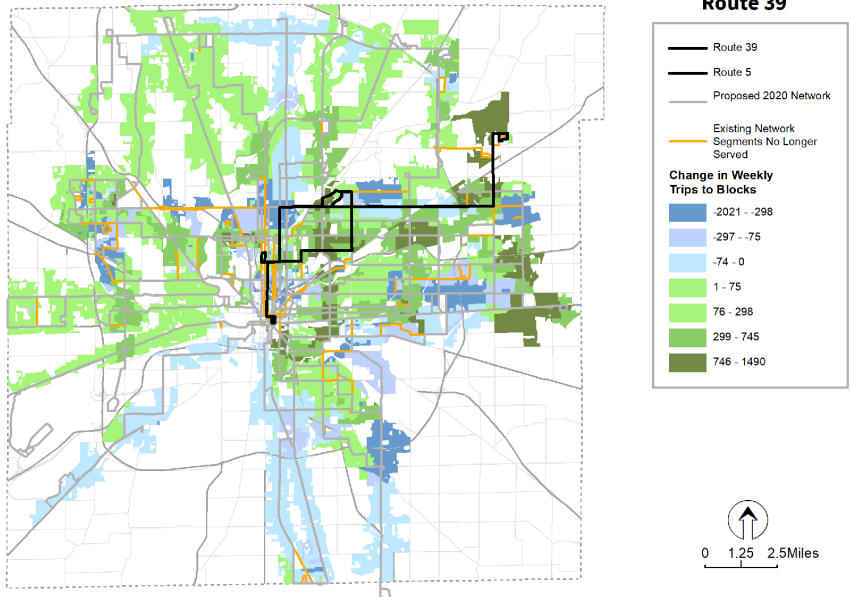 Route 39
Route 39
Route 5
Proposed 2020 Network
Existing Network
Segments No Longer
Served
Change in Weekly
Trips to Blocks
-2021 - -298
-297 - -75
-74 - 0
1 - 75
76 - 298
299 - 745
746 - 1490
0 1.25 2.5Miles